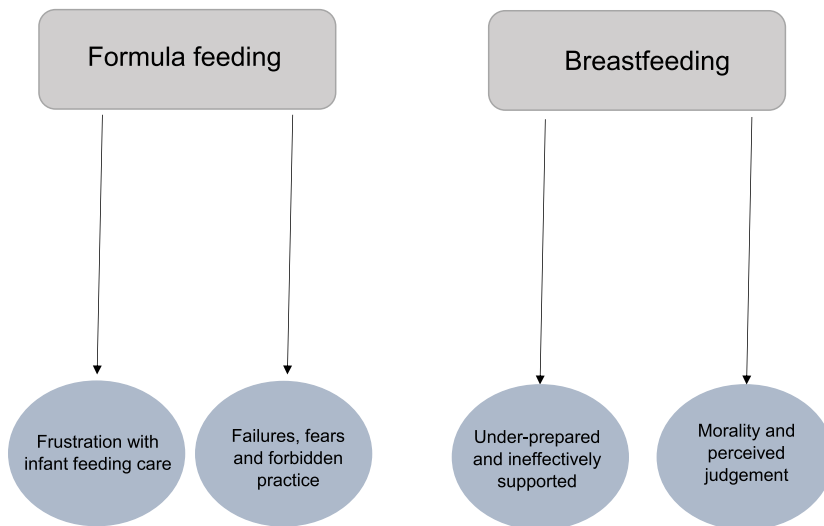 Formula feeding
Breastfeeding
Frustration with
infant feeding care
Failures, fears
and forbidden
practice
Under-prepared
and ineffectively
supported
Morality and
perceived
judgement